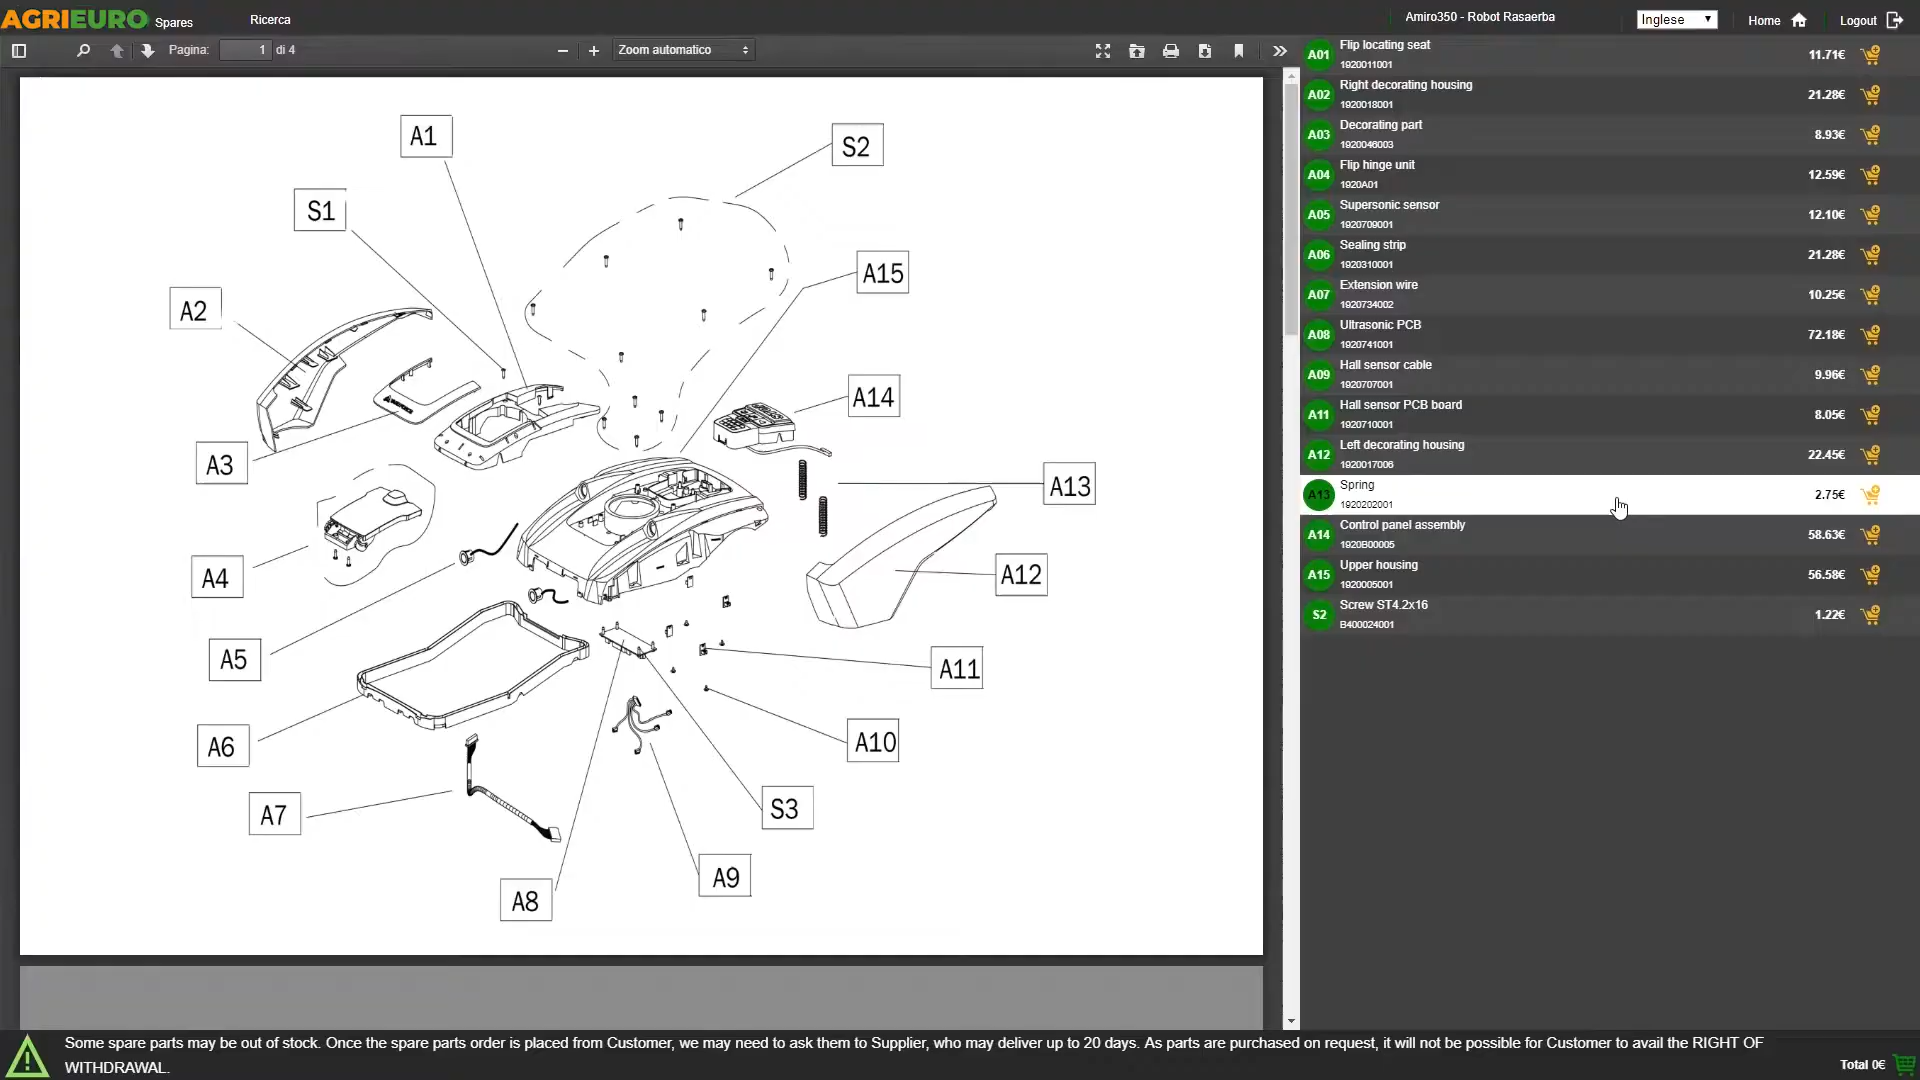 AGRIEURO Spares
Ricerca
Amiro350 - Robot Rasaerba
Inglese
Home
Logout
Pagina: 1 di 4
Zoom automatico
A1
S2
S1
A15
A2
A14
A3
A13
A4
A12
A5
A11
A6
A10
A7
S3
A9
A8
A01 Flip locating seat 11.71€
1920011001
A02 Right decorating housing 21.28€
1920018001
A03 Decorating part 8.93€
1920046003
A04 Flip hinge unit 12.59€
1920A01
A05 Supersonic sensor 12.10€
1920709001
A06 Sealing strip 21.28€
1920310001
A07 Extension wire 10.25€
1920734002
A08 Ultrasonic PCB 72.18€
1920741001
A09 Hall sensor cable 9.96€
1920707001
A11 Hall sensor PCB board 8.05€
1920710001
A12 Left decorating housing 22.45€
1920017006
A13 Spring 2.75€
1920202001
A14 Control panel assembly 58.63€
1920B00005
A15 Upper housing 56.58€
1920005001
S2 Screw ST4.2x16 1.22€
B400024001
Some spare parts may be out of stock. Once the spare parts order is placed from Customer, we may need to ask them to Supplier, who may deliver up to 20 days. As parts are purchased on request, it will not be possible for Customer to avail the RIGHT OF
WITHDRAWAL.
Total 0€